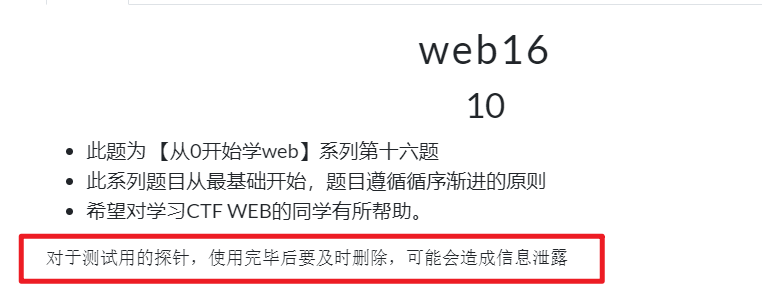 web16
10
此题为 【从0开始学web】系列第十六题
此系列题目从最基础开始，题目遵循循序渐进的原则
希望对学习CTF WEB的同学有所帮助。
对于测试用的探针，使用完毕后要及时删除，可能会造成信息泄露